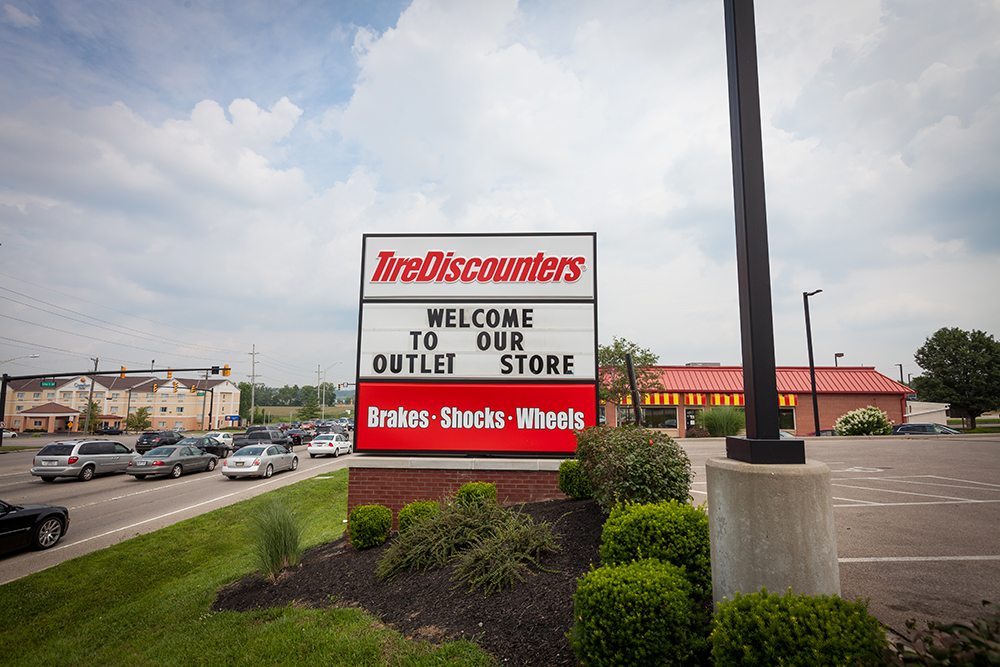 TireDiscounters®
WELCOME
TO OUR
OUTLET STORE
Brakes · Shocks · Wheels